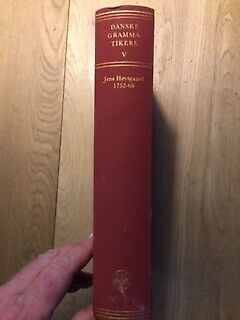 DANSKE
GRAMMA-
TIKERE
V
Jens Høysgaard
1752-69